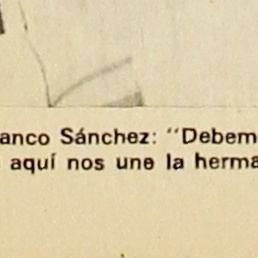 anco Sánchez: "Debem
aquí nos une la herma